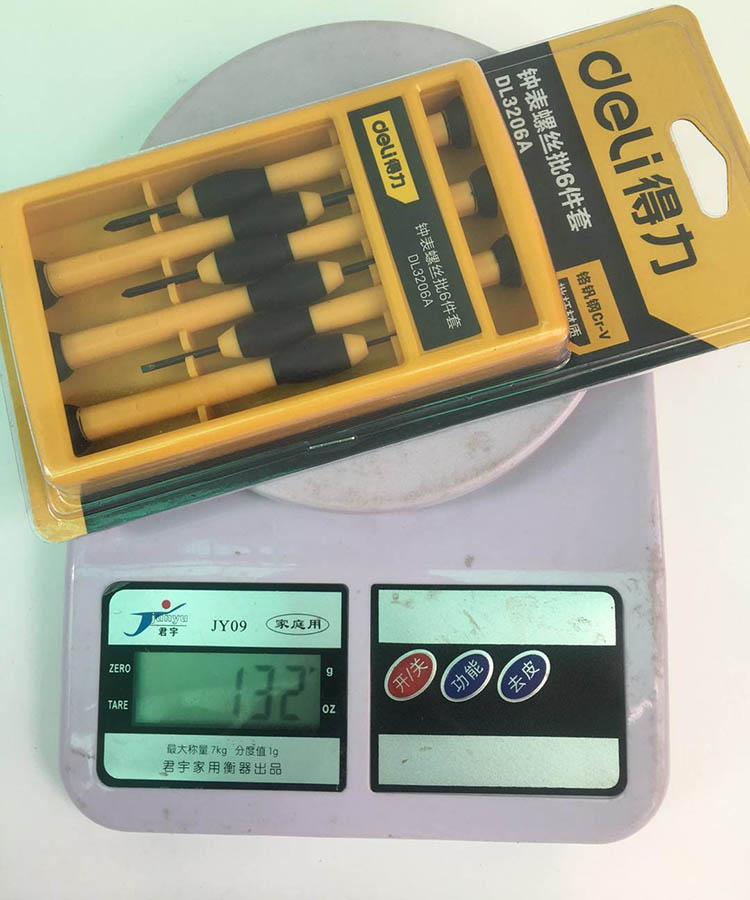 deli得力
钟表螺丝批6件套
DL3206A
铬钒钢Cr-V
deli得力
钟表螺丝批6件套
DL3206A
junyu
君宇
JY09
家庭用
ZERO
TARE
132
g
OZ
最大称量7kg 分度值1g
君宇家用衡器出品
开/关
功能
去皮